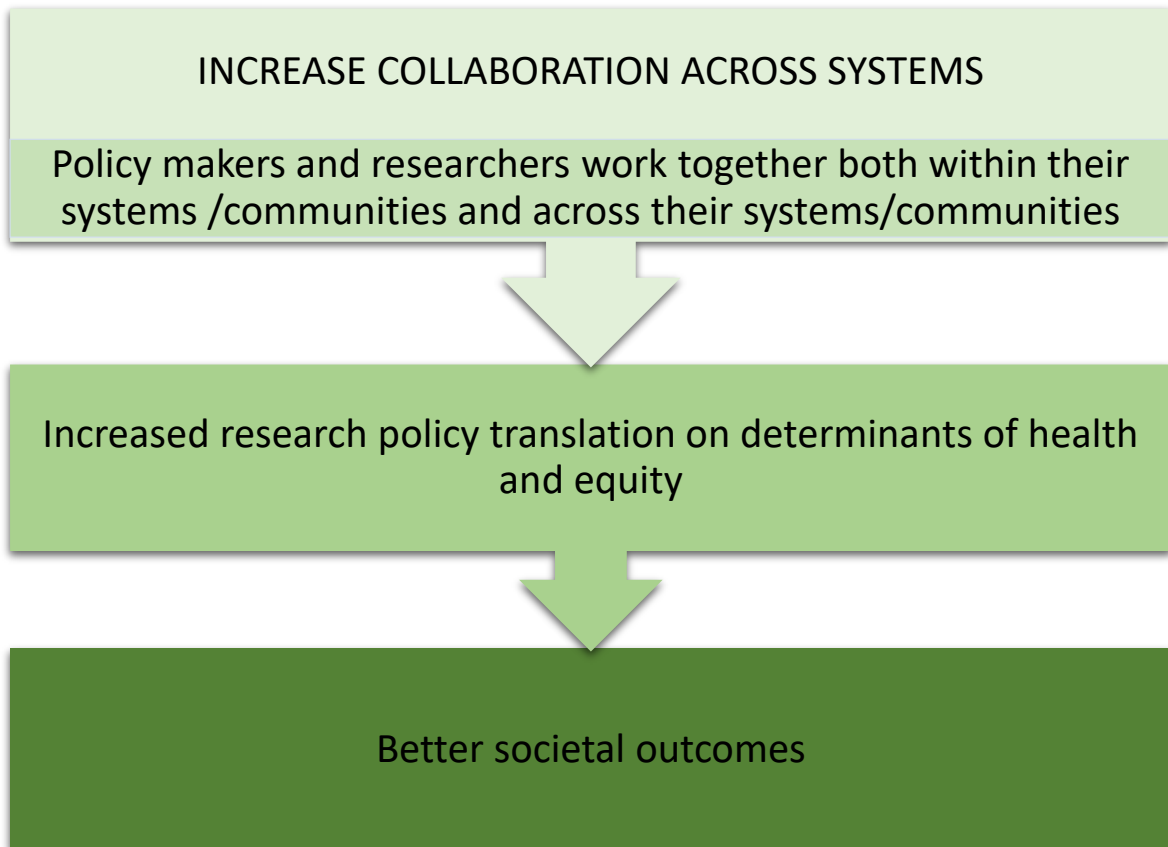 INCREASE COLLABORATION ACROSS SYSTEMS
Policy makers and researchers work together both within their
systems /communities and across their systems/communities
Increased research policy translation on determinants of health
and equity
Better societal outcomes